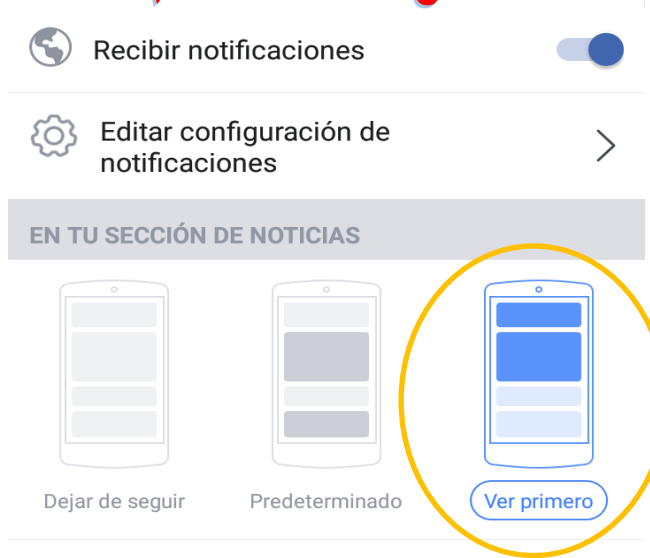 Recibir notificaciones
Editar configuración de
notificaciones
EN TU SECCIÓN DE NOTICIAS
Dejar de seguir
Predeterminado
Ver primero